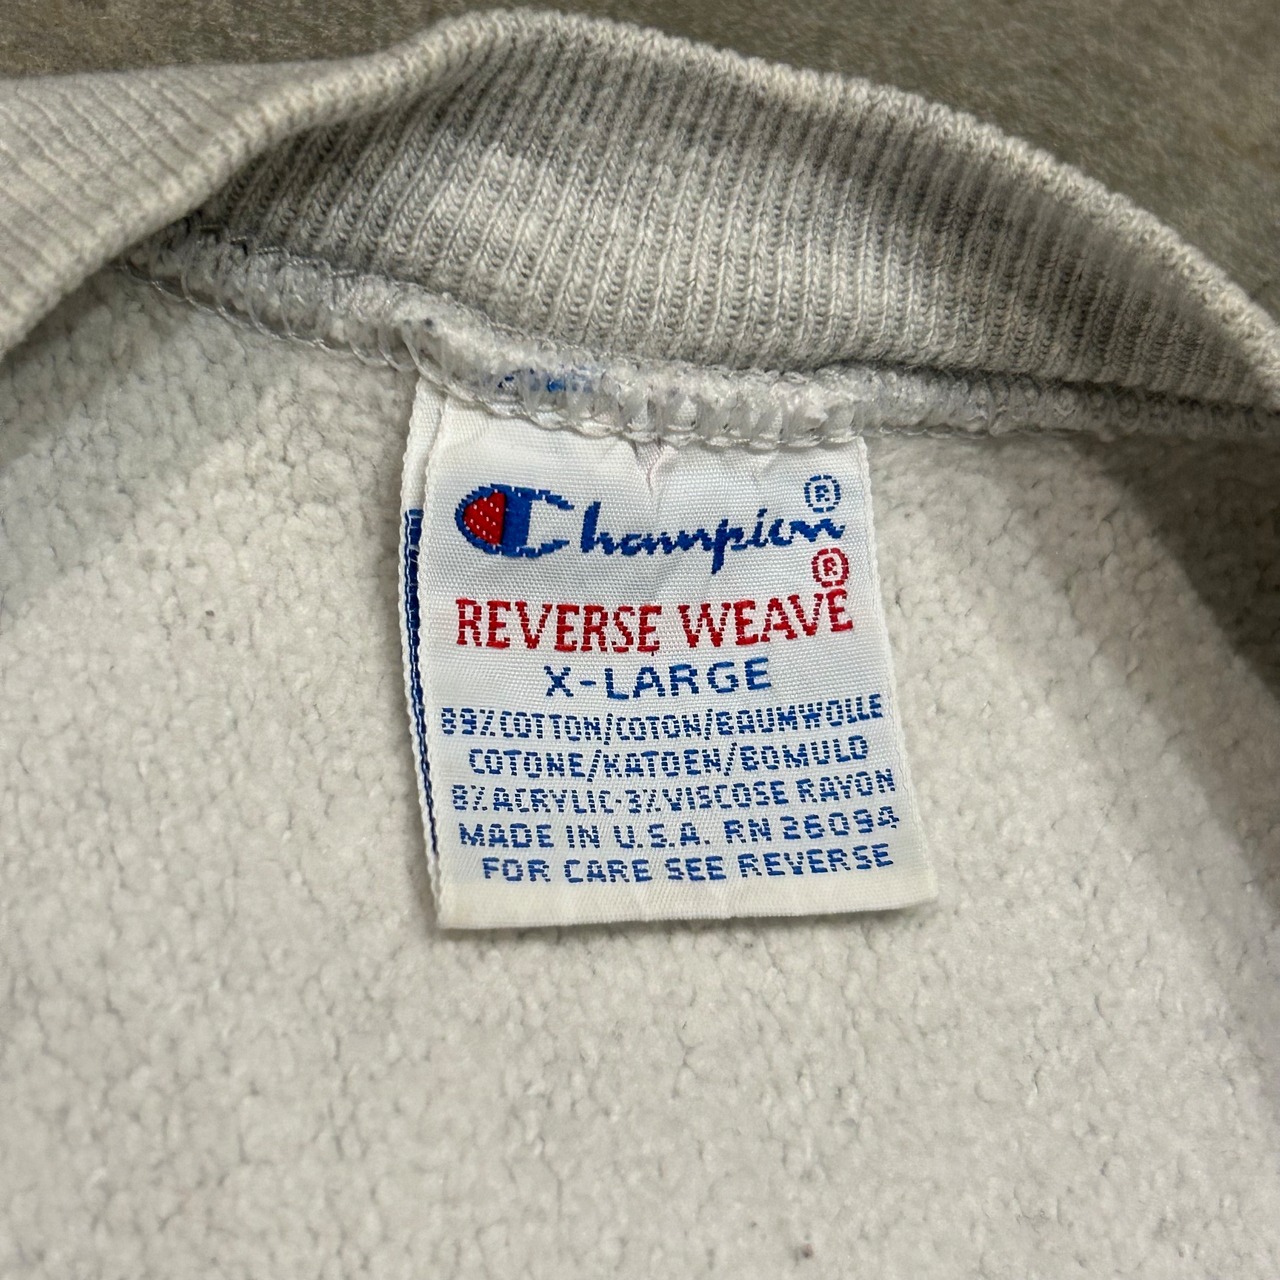 Champion®
REVERSE WEAVE®
X-LARGE
89% COTTON/COTON/BAUMWOLLE
COTONE/KATOEN/BOMULD
8% ACRYLIC·3% VISCOSE RAYON
MADE IN U.S.A. RN 26094
FOR CARE SEE REVERSE